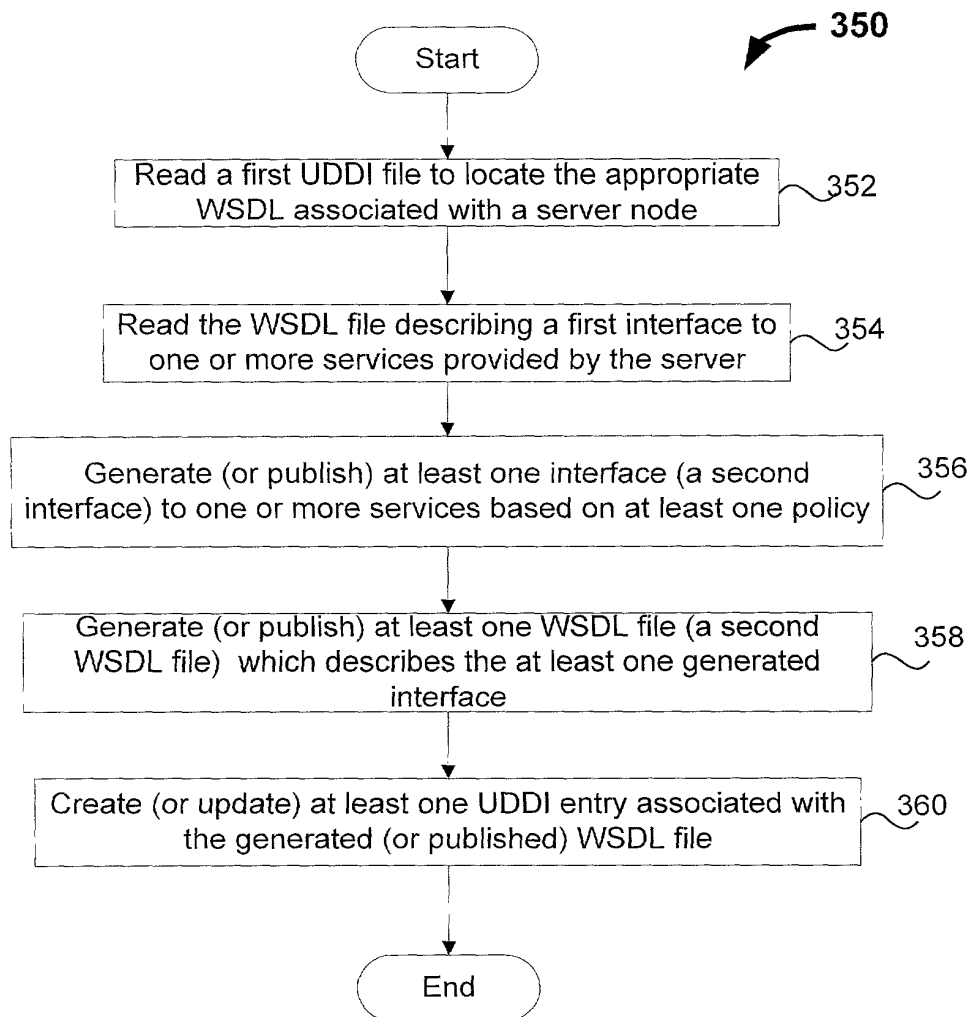 350
Start
Read a first UDDI file to locate the appropriate
WSDL associated with a server node
352
Read the WSDL file describing a first interface to
one or more services provided by the server
354
Generate (or publish) at least one interface (a second
interface) to one or more services based on at least one policy
356
Generate (or publish) at least one WSDL file (a second
WSDL file) which describes the at least one generated
interface
358
Create (or update) at least one UDDI entry associated with
the generated (or published) WSDL file
360
End